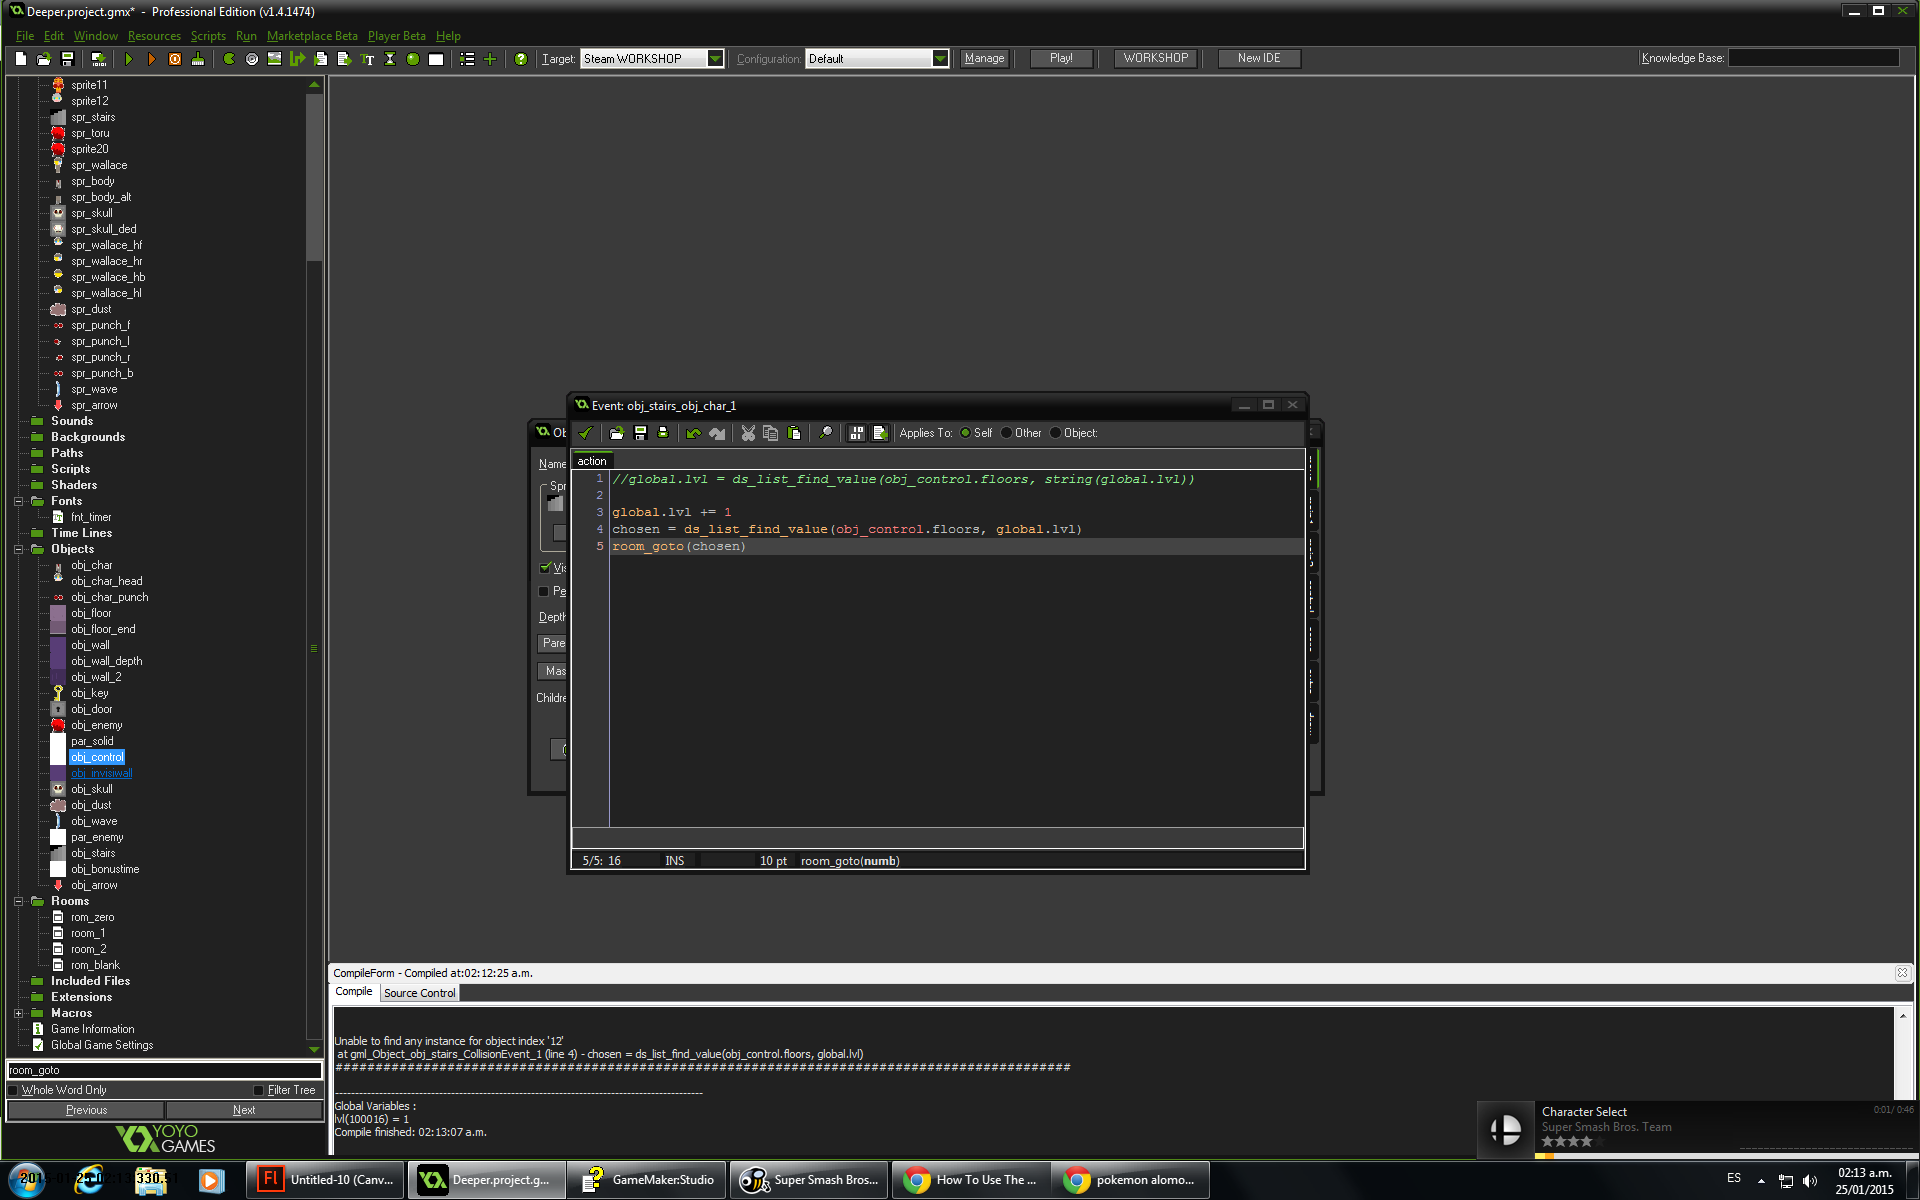 Deeper.project.gmx* - Professional Edition (v1.4.1474)
File Edit Window Resources Scripts Run Marketplace Beta Player Beta Help
Target: Steam WORKSHOP Configuration: Default Manage Play! WORKSHOP New IDE Knowledge Base:
sprite11
sprite12
spr_stairs
spr_toru
sprite20
spr_wallace
spr_body
spr_body_alt
spr_skull
spr_skull_ded
spr_wallace_hf
spr_wallace_hr
spr_wallace_hb
spr_wallace_hl
spr_dust
spr_punch_f
spr_punch_l
spr_punch_r
spr_punch_b
spr_wave
spr_arrow
Sounds
Backgrounds
Paths
Scripts
Shaders
Fonts
fnt_timer
Time Lines
Objects
obj_char
obj_char_head
obj_char_punch
obj_floor
obj_floor_end
obj_wall
obj_wall_depth
obj_wall_2
obj_key
obj_door
obj_enemy
par_solid
obj_control
obj_invisiwall
obj_skull
obj_dust
obj_wave
par_enemy
obj_stairs
obj_bonustime
obj_arrow
Rooms
rom_zero
room_1
room_2
rom_blank
Included Files
Extensions
Macros
Game Information
Global Game Settings
room_goto
Whole Word Only Filter Tree
Previous Next
YOYO
GAMES
Ob
Name
Spr
Vis
Pe
Depth
Pare
Mas
Childre
Event: obj_stairs_obj_char_1
Applies To: Self Other Object:
action
1 //global.lvl = ds_list_find_value(obj_control.floors, string(global.lvl))
2
3 global.lvl += 1
4 chosen = ds_list_find_value(obj_control.floors, global.lvl)
5 room_goto(chosen)
5/5: 16 INS 10 pt room_goto(numb)
CompileForm - Compiled at:02:12:25 a.m.
Compile Source Control
Unable to find any instance for object index '12'
at gml_Object_obj_stairs_CollisionEvent_1 (line 4) - chosen = ds_list_find_value(obj_control.floors, global.lvl)
Global Variables :
lvl(100016) = 1
Compile finished: 02:13:07 a.m.
Character Select 0:01/ 0:46
Super Smash Bros. Team
Untitled-10 (Canv...
Deeper.project.g...
GameMaker:Studio
Super Smash Bros...
How To Use The ...
pokemon alomo...
ES
02:13 a.m.
25/01/2015